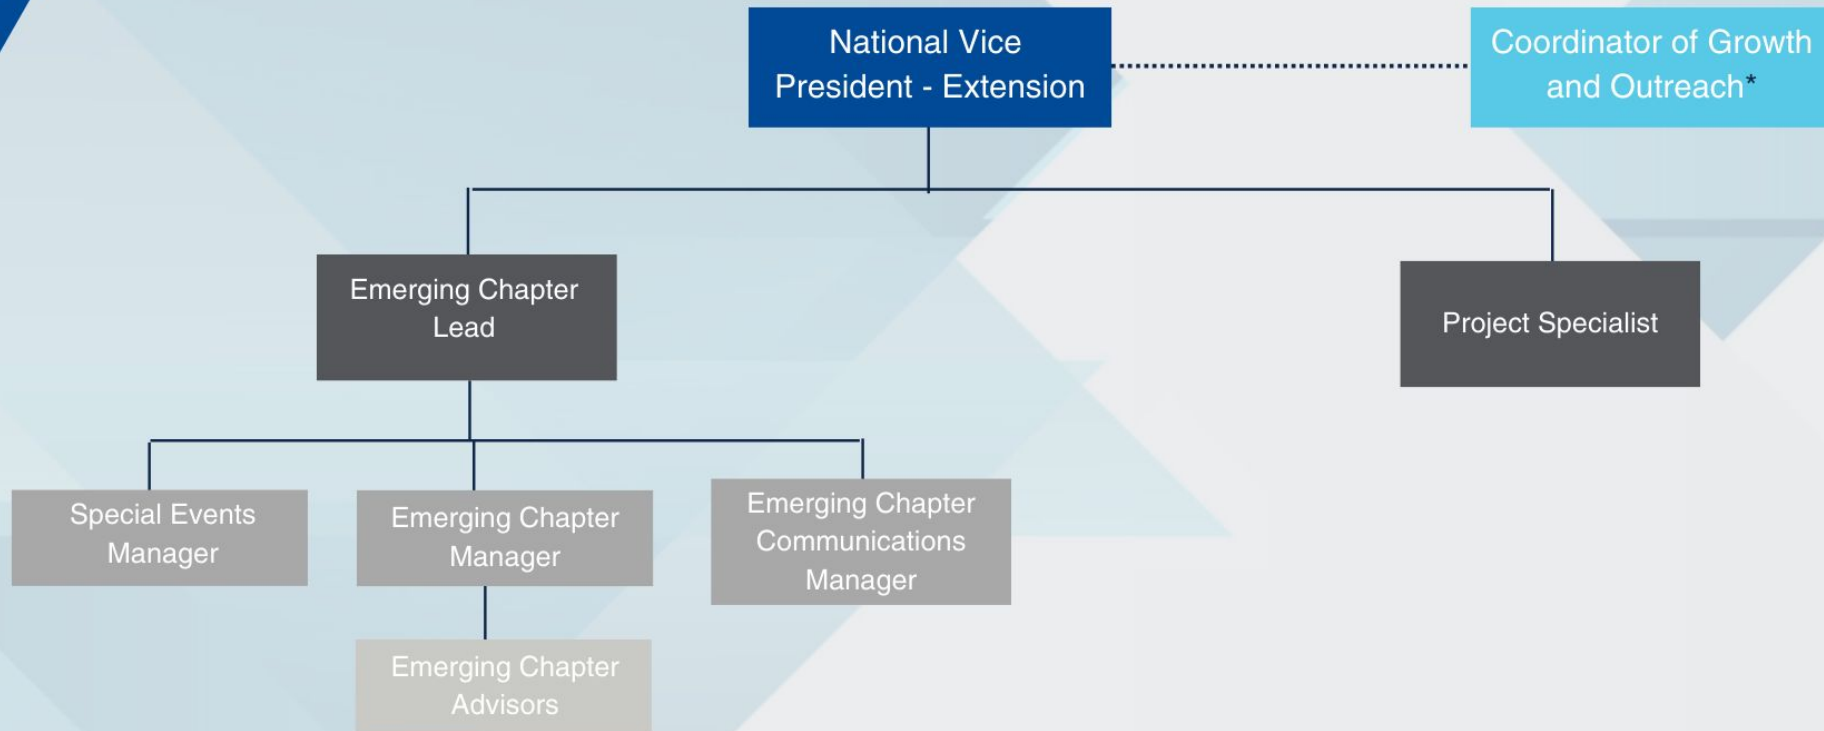 National Vice
President - Extension
Coordinator of Growth
and Outreach*
Emerging Chapter
Lead
Project Specialist
Special Events
Manager
Emerging Chapter
Manager
Emerging Chapter
Communications
Manager
Emerging Chapter
Advisors